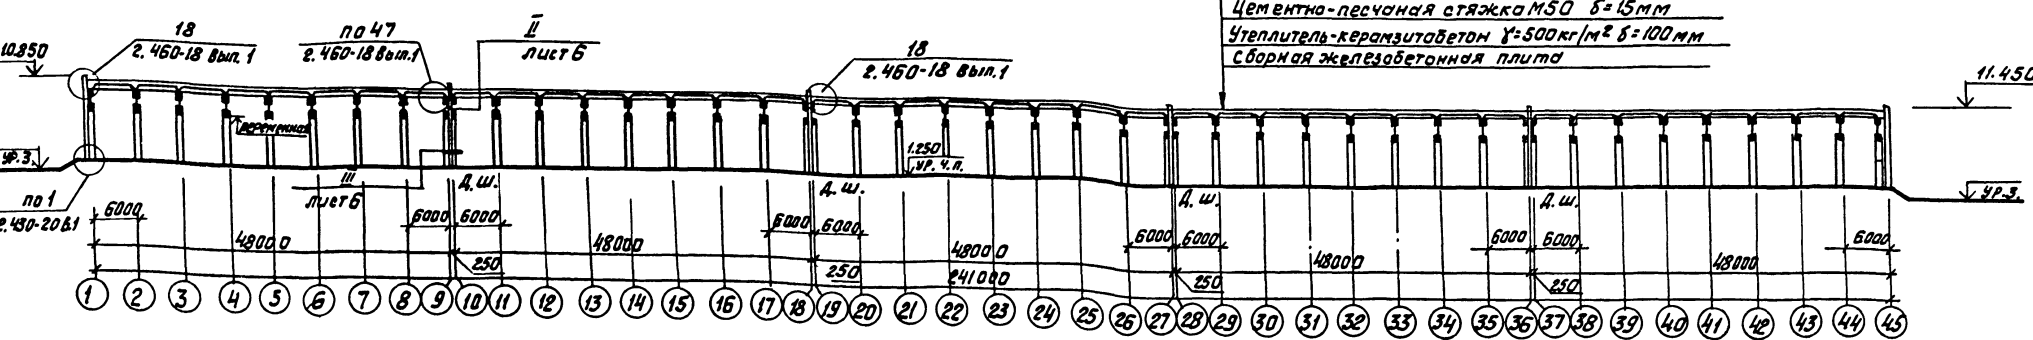 Цементно-песчаная стяжка М50 δ=15мм
Утеплитель-керамзитобетон γ=500кг/м² δ=100мм
Сборная железобетонная плита
18
2.460-18 вып.1
по 47
2.460-18 вып.1
II
лист 6
18
2.460-18 вып.1
10.850
11.450
переменная
1.250
ур. ч.п.
ур.з.
ур.з.
III
лист 6
по 1
2.430-20 в.1
д.ш.
д.ш.
д.ш.
д.ш.
6000
6000
6000
6000
6000
6000
6000
6000
6000
6000
48000
48000
48000
48000
48000
250
250
250
250
241000
1 2 3 4 5 6 7 8 9 10 11 12 13 14 15 16 17 18 19 20 21 22 23 24 25 26 27 28 29 30 31 32 33 34 35 36 37 38 39 40 41 42 43 44 45